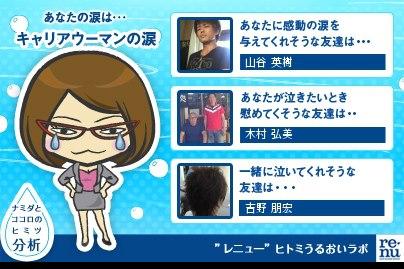 あなたの涙は…
キャリアウーマンの涙
あなたに感動の涙を
与えてくれそうな友達は…
山谷 英樹
あなたが泣きたいとき
慰めてくれそうな友達は‥
木村 弘美
一緒に泣いてくれそうな
友達は・・・
吉野 朋宏
ナミダと
ココロの
ヒミツ
分析
”レニュー” ヒトミうるおいラボ
re:nu